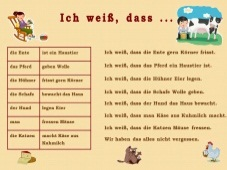 Ich weiß, dass ...
die Ente ist ein Haustier
das Pferd geben Wolle
die Hühner frisst gern Körner
die Schafe bewacht das Haus
der Hund legen Eier
man fressen Mäuse
die Katzen macht Käse aus Kuhmilch
Ich weiß, dass die Ente gern Körner frisst.
Ich weiß, dass das Pferd ein Haustier ist.
Ich weiß, dass die Hühner Eier legen.
Ich weiß, dass die Schafe Wolle geben.
Ich weiß, dass der Hund das Haus bewacht.
Ich weiß, dass man Käse aus Kuhmilch macht.
Ich weiß, dass die Katzen Mäuse fressen.
Wir haben das alles nicht vergessen.